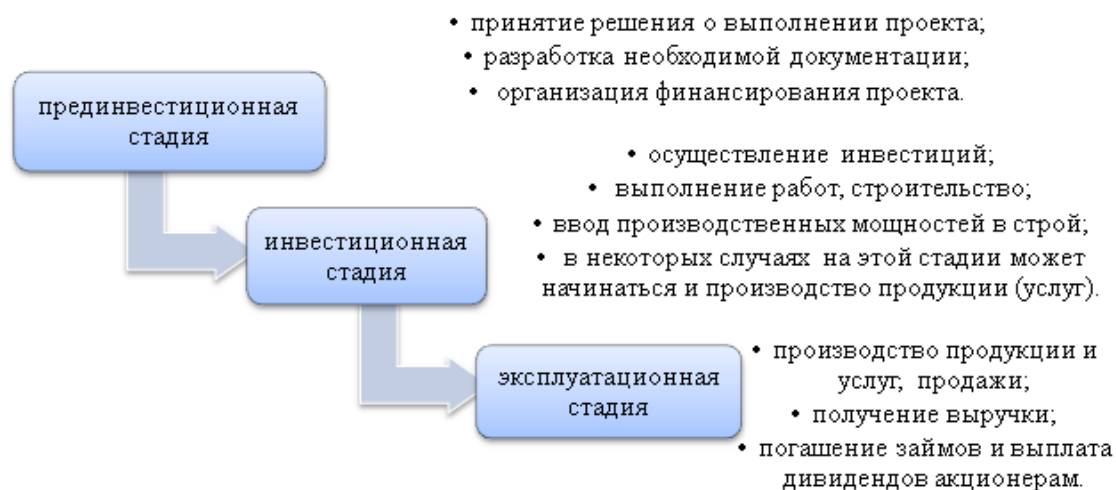 • принятие решения о выполнении проекта;
• разработка необходимой документации;
• организация финансирования проекта.
прединвестиционная
стадия
• осуществление инвестиций;
• выполнение работ, строительство;
• ввод производственных мощностей в строй;
• в некоторых случаях на этой стадии может
начинаться и производство продукции (услуг).
инвестиционная
стадия
• производство продукции и
услуг, продажи;
• получение выручки;
• погашение займов и выплата
дивидендов акционерам.
эксплуатационная
стадия